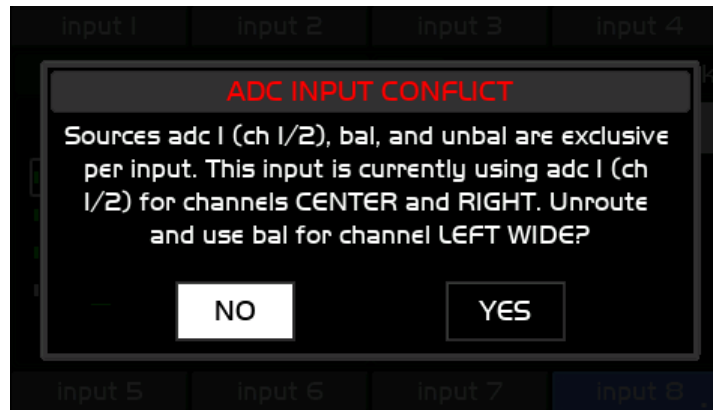 input 1 input 2 input 3 input 4
ADC INPUT CONFLICT
Sources adc 1 (ch 1/2), bal, and unbal are exclusive
per input. This input is currently using adc 1 (ch
1/2) for channels CENTER and RIGHT. Unroute
and use bal for channel LEFT WIDE?
NO YES
input 5 input 6 input 7 input 8